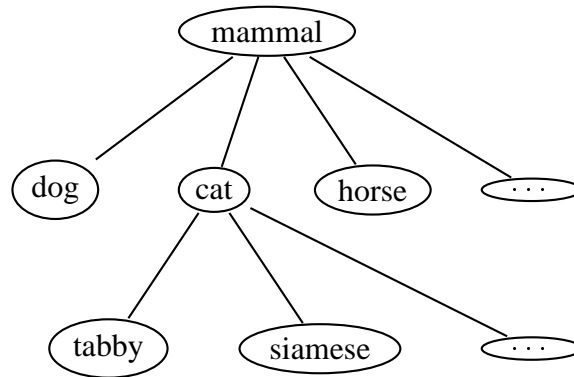 mammal
dog cat horse . . .
tabby siamese . . .